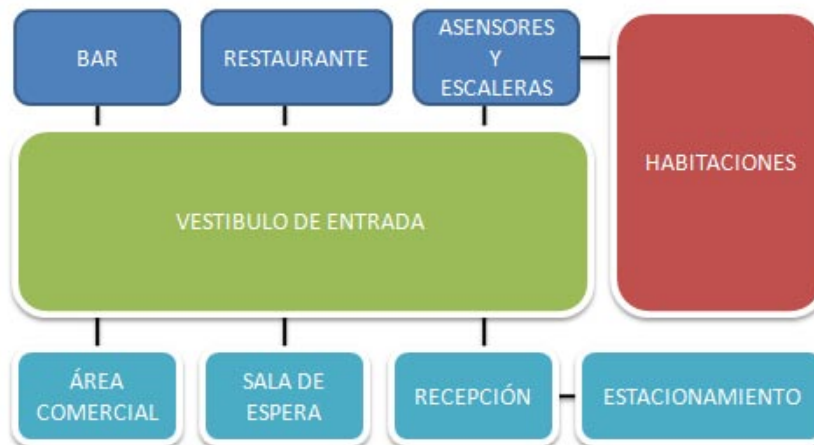 BAR
RESTAURANTE
ASENSORES
Y
ESCALERAS
HABITACIONES
VESTIBULO DE ENTRADA
ÁREA
COMERCIAL
SALA DE
ESPERA
RECEPCIÓN
ESTACIONAMIENTO